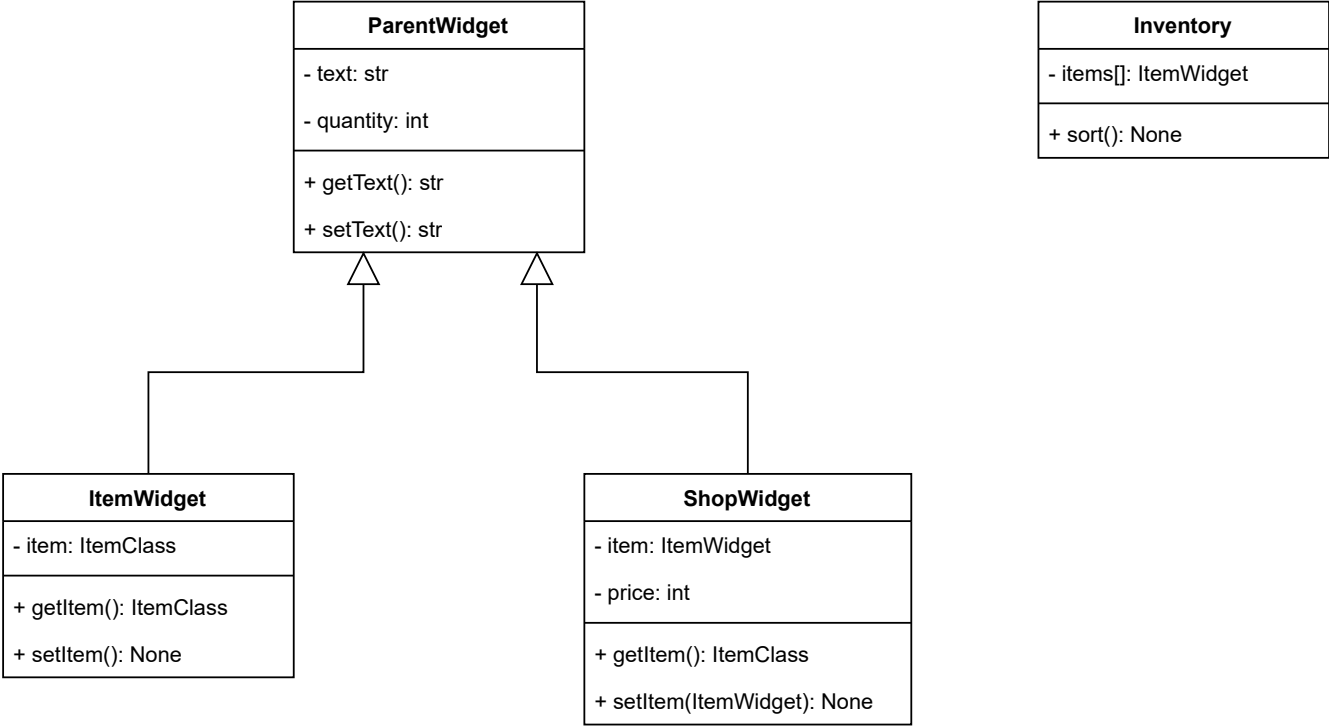 ParentWidget
- text: str
- quantity: int
+ getText(): str
+ setText(): str
Inventory
- items[]: ItemWidget
+ sort(): None
ItemWidget
- item: ItemClass
+ getItem(): ItemClass
+ setItem(): None
ShopWidget
- item: ItemWidget
- price: int
+ getItem(): ItemClass
+ setItem(ItemWidget): None